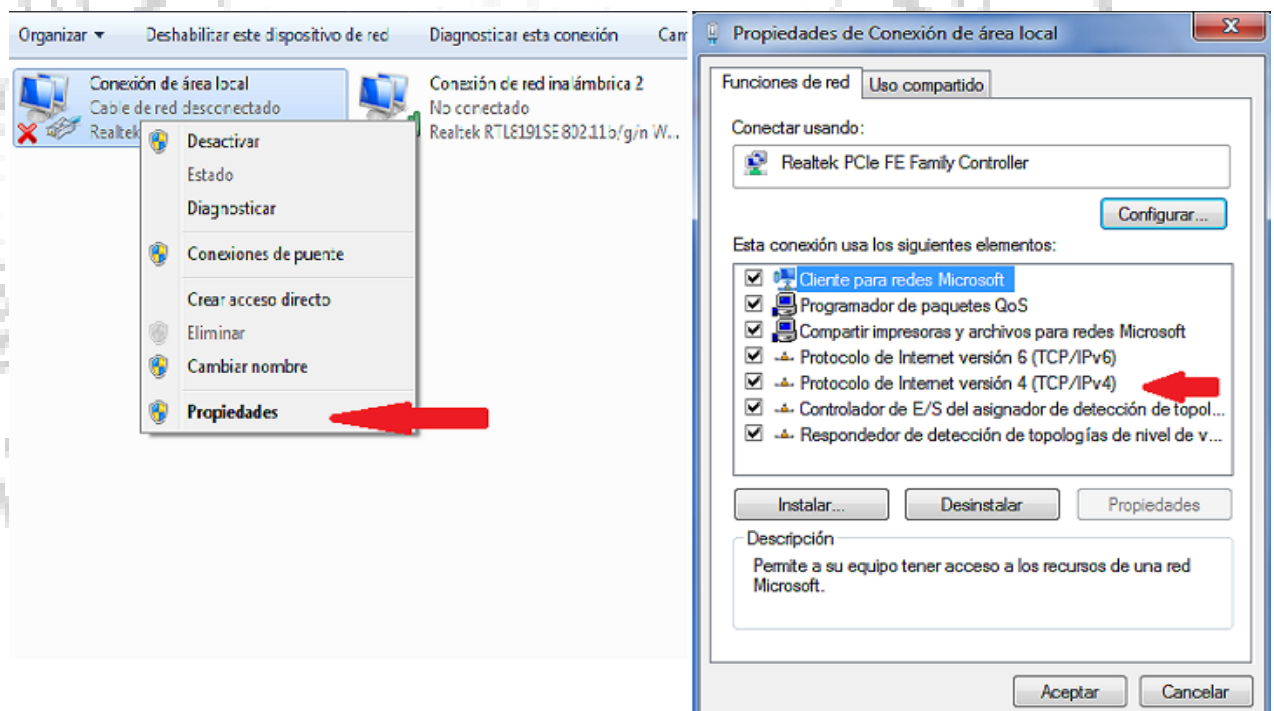 Organizar Deshabilitar este dispositivo de red Diagnosticar esta conexión
Conexión de área local
Cable de red desconectado
Realtek
Conexión de red inalámbrica 2
No conectado
Realtek RTL8191SE 802.11b/g/n W...
Desactivar
Estado
Diagnosticar
Conexiones de puente
Crear acceso directo
Eliminar
Cambiar nombre
Propiedades
Propiedades de Conexión de área local
Funciones de red Uso compartido
Conectar usando:
Realtek PCIe FE Family Controller
Configurar...
Esta conexión usa los siguientes elementos:
Cliente para redes Microsoft
Programador de paquetes QoS
Compartir impresoras y archivos para redes Microsoft
Protocolo de Internet versión 6 (TCP/IPv6)
Protocolo de Internet versión 4 (TCP/IPv4)
Controlador de E/S del asignador de detección de topol...
Respondedor de detección de topologías de nivel de v...
Instalar... Desinstalar Propiedades
Descripción
Permite a su equipo tener acceso a los recursos de una red
Microsoft.
Aceptar Cancelar